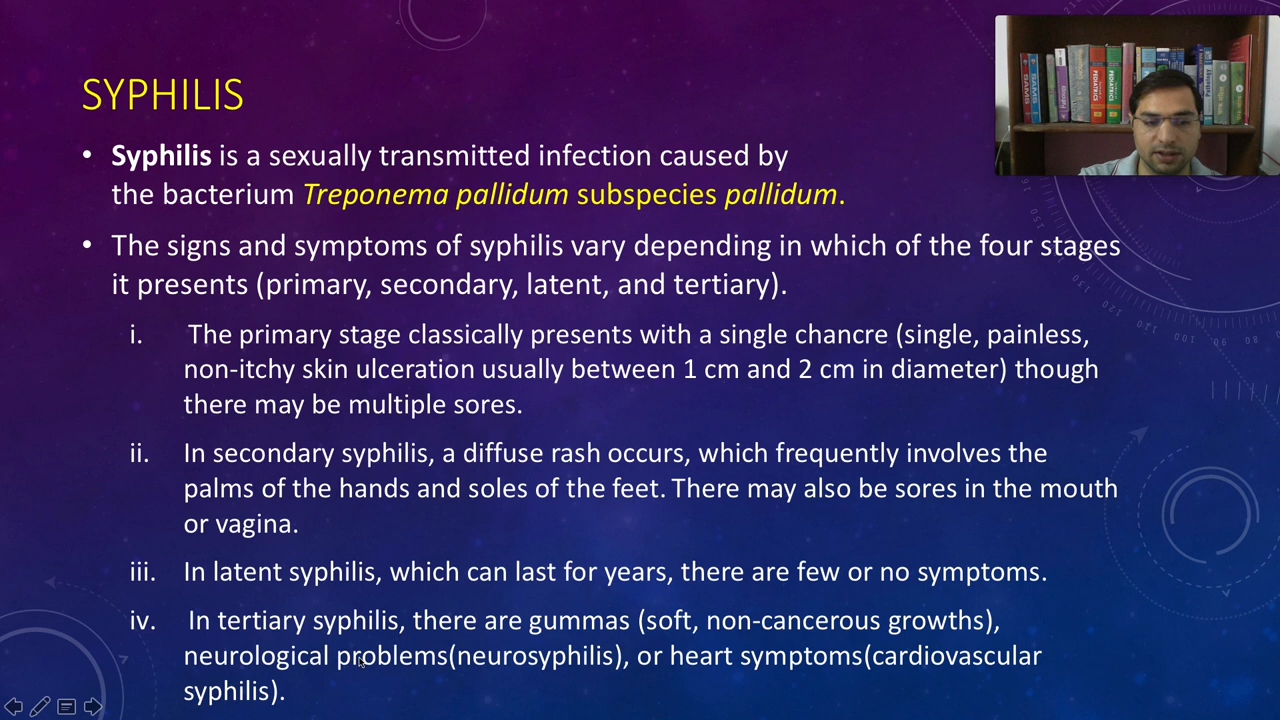 SYPHILIS
• Syphilis is a sexually transmitted infection caused by
the bacterium Treponema pallidum subspecies pallidum.
• The signs and symptoms of syphilis vary depending in which of the four stages
it presents (primary, secondary, latent, and tertiary).
i. The primary stage classically presents with a single chancre (single, painless,
non-itchy skin ulceration usually between 1 cm and 2 cm in diameter) though
there may be multiple sores.
ii. In secondary syphilis, a diffuse rash occurs, which frequently involves the
palms of the hands and soles of the feet. There may also be sores in the mouth
or vagina.
iii. In latent syphilis, which can last for years, there are few or no symptoms.
iv. In tertiary syphilis, there are gummas (soft, non-cancerous growths),
neurological problems(neurosyphilis), or heart symptoms(cardiovascular
syphilis).
PEDIATRICS
PEDIATRICS